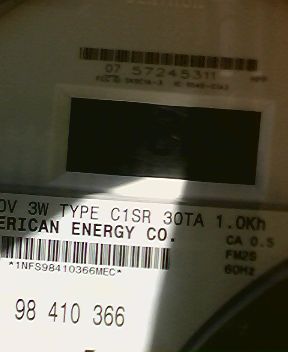 07 57245311
0V 3W TYPE C1SR 30TA 1.0Kh
ERICAN ENERGY CO.
CA 0.5
FM2S
60Hz
*1NFS98410366MEC*
98 410 366